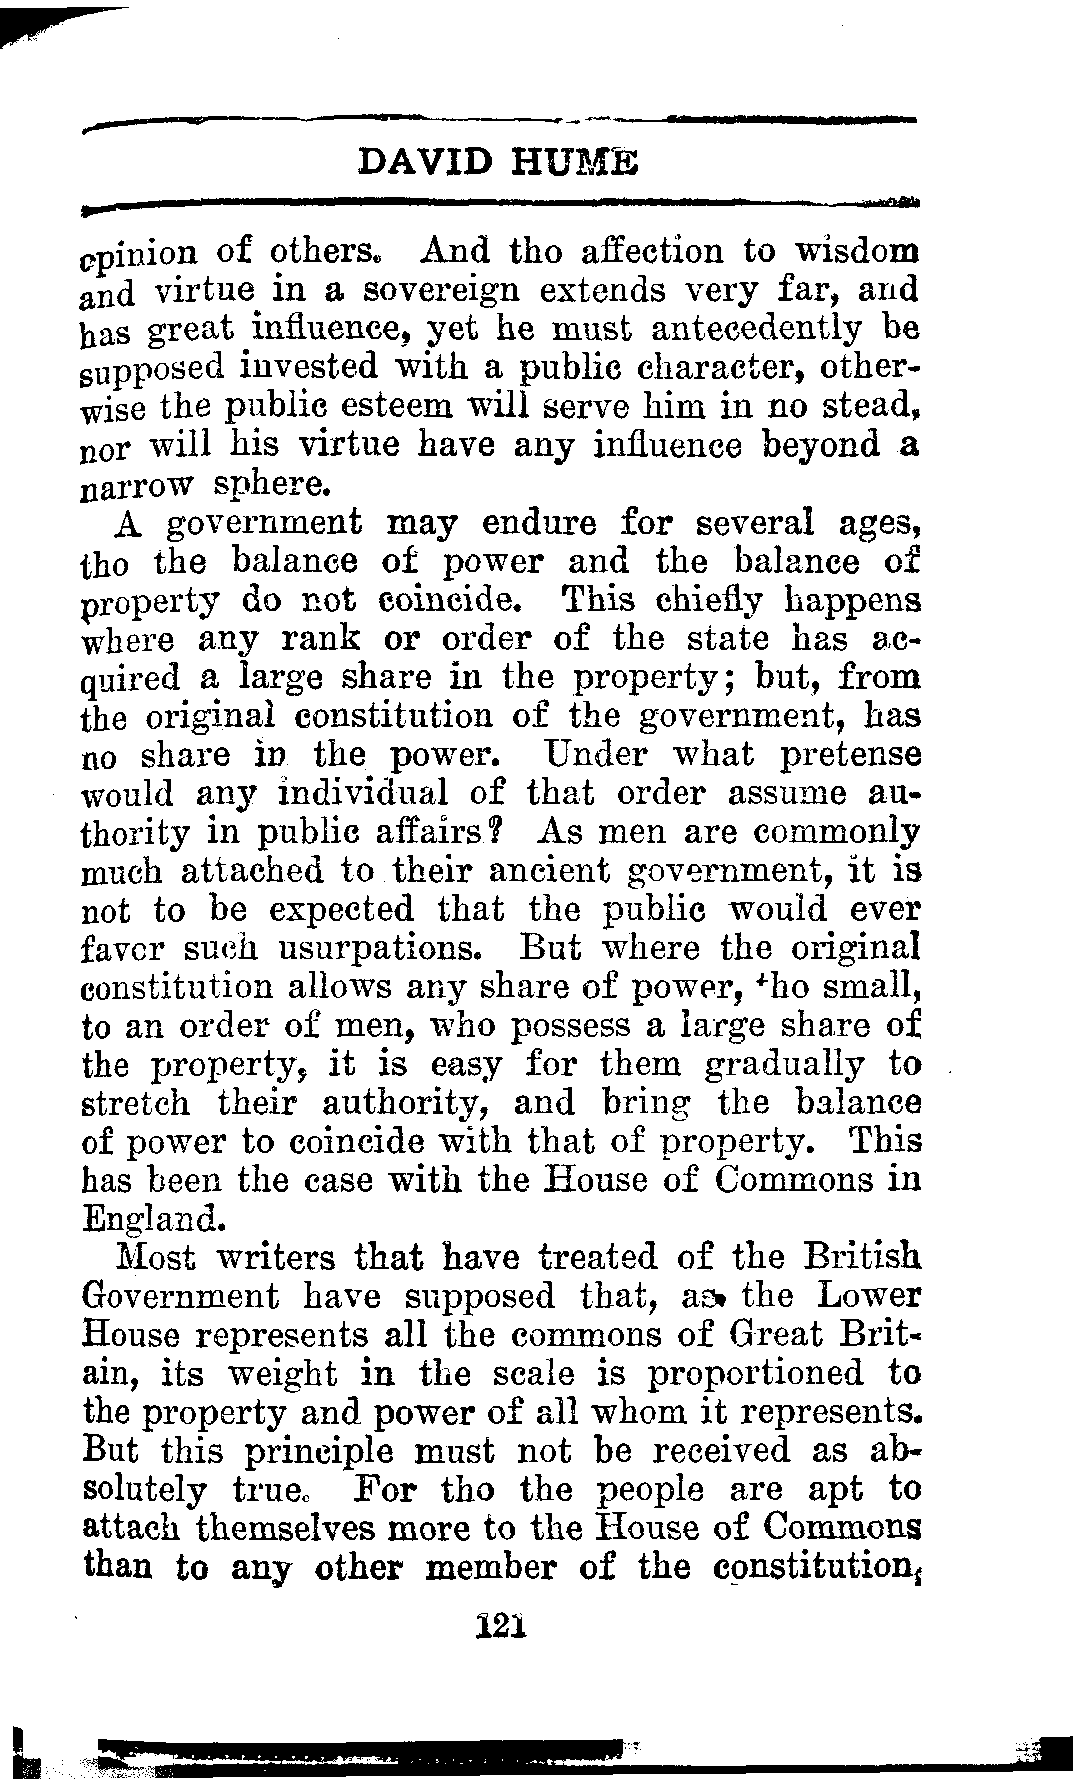 DAVID HUME
opinion of others. And tho affection to wisdom
and virtue in a sovereign extends very far, and
has great influence, yet he must antecedently be
supposed invested with a public character, other-
wise the public esteem will serve him in no stead,
nor will his virtue have any influence beyond a
narrow sphere.
A government may endure for several ages,
tho the balance of power and the balance of
property do not coincide. This chiefly happens
where any rank or order of the state has ac-
quired a large share in the property; but, from
the original constitution of the government, has
no share in the power. Under what pretense
would any individual of that order assume au-
thority in public affairs? As men are commonly
much attached to their ancient government, it is
not to be expected that the public would ever
favor such usurpations. But where the original
constitution allows any share of power, tho small,
to an order of men, who possess a large share of
the property, it is easy for them gradually to
stretch their authority, and bring the balance
of power to coincide with that of property. This
has been the case with the House of Commons in
England.
Most writers that have treated of the British
Government have supposed that, as the Lower
House represents all the commons of Great Brit-
ain, its weight in the scale is proportioned to
the property and power of all whom it represents.
But this principle must not be received as ab-
solutely true. For tho the people are apt to
attach themselves more to the House of Commons
than to any other member of the constitution,
121